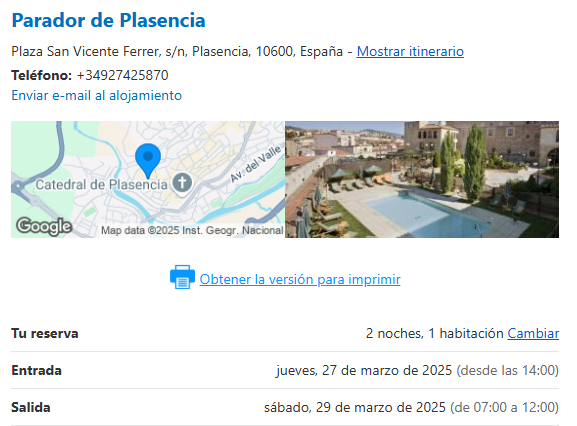 Parador de Plasencia
Plaza San Vicente Ferrer, s/n, Plasencia, 10600, España - Mostrar itinerario
Teléfono: +34927425870
Enviar e-mail al alojamiento
Av. del Valle
Catedral de Plasencia
Google
Map data ©2025 Inst. Geogr. Nacional
Obtener la versión para imprimir
Tu reserva 2 noches, 1 habitación Cambiar
Entrada jueves, 27 de marzo de 2025 (desde las 14:00)
Salida sábado, 29 de marzo de 2025 (de 07:00 a 12:00)